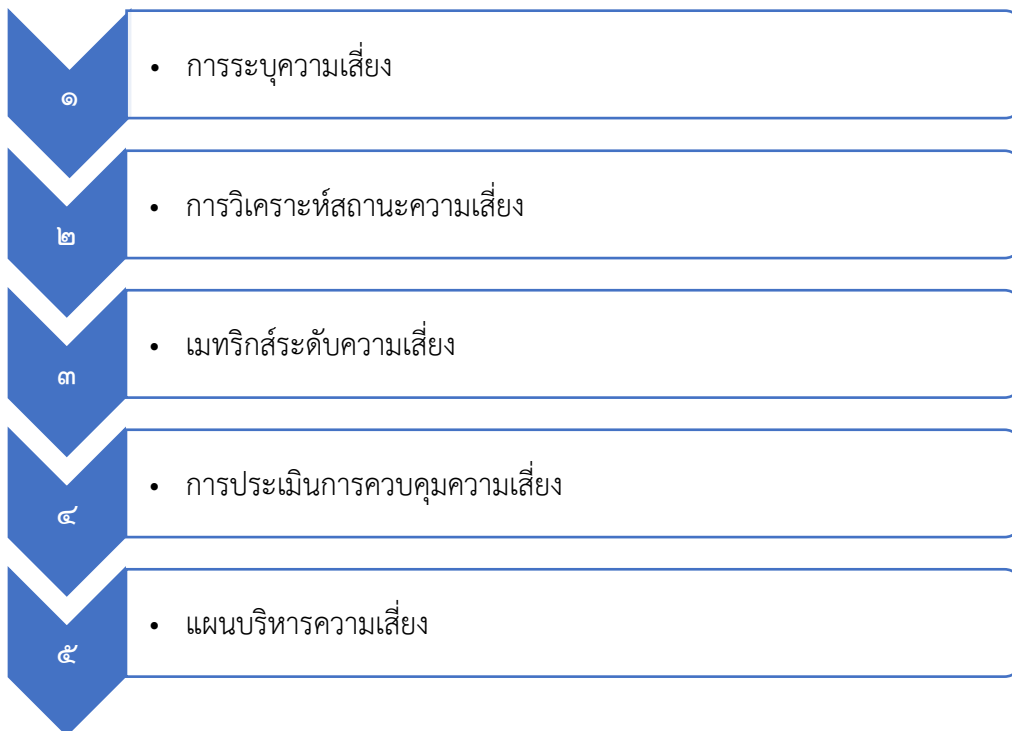 ๑
• การระบุความเสี่ยง
๒
• การวิเคราะห์สถานะความเสี่ยง
๓
• เมทริกส์ระดับความเสี่ยง
๔
• การประเมินการควบคุมความเสี่ยง
๕
• แผนบริหารความเสี่ยง